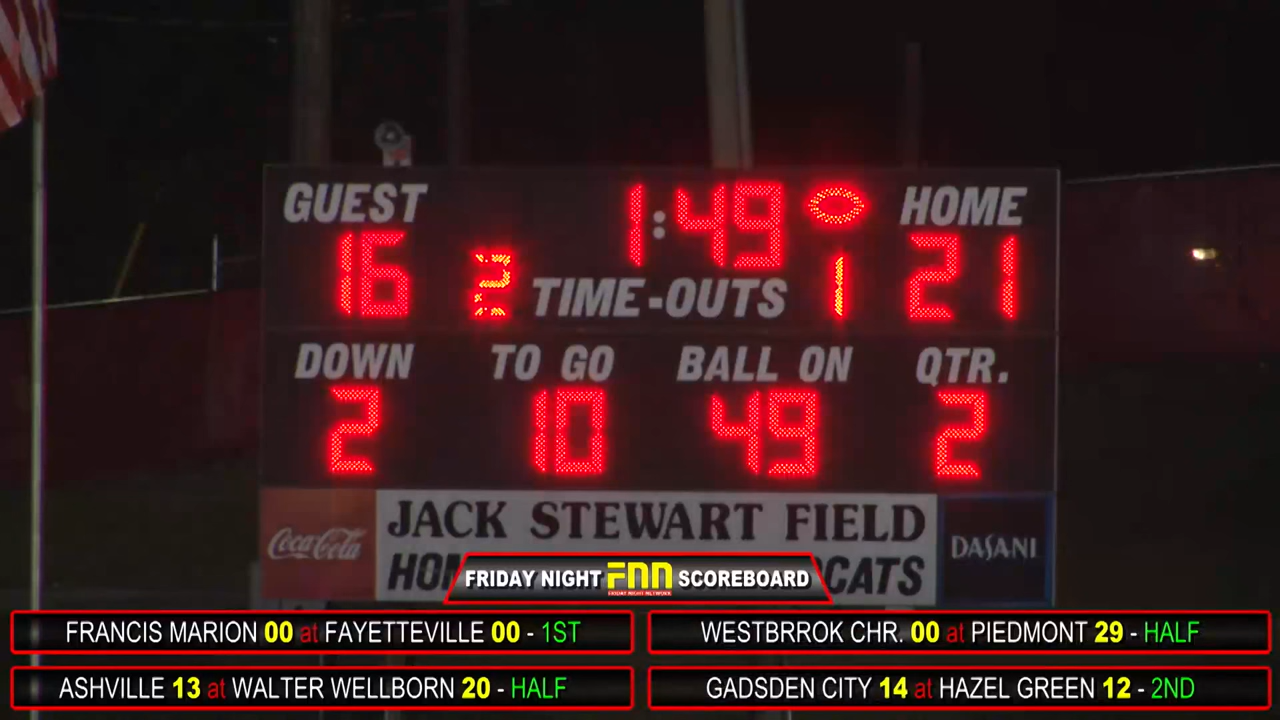 GUEST 1:49 HOME
16 2 TIME-OUTS 1 21
DOWN TO GO BALL ON QTR.
2 10 49 2
Coca-Cola JACK STEWART FIELD DASANI
FRIDAY NIGHT FNN SCOREBOARD
FRIDAY NIGHT NETWORK
FRANCIS MARION 00 at FAYETTEVILLE 00 - 1ST
WESTBRROK CHR. 00 at PIEDMONT 29 - HALF
ASHVILLE 13 at WALTER WELLBORN 20 - HALF
GADSDEN CITY 14 at HAZEL GREEN 12 - 2ND